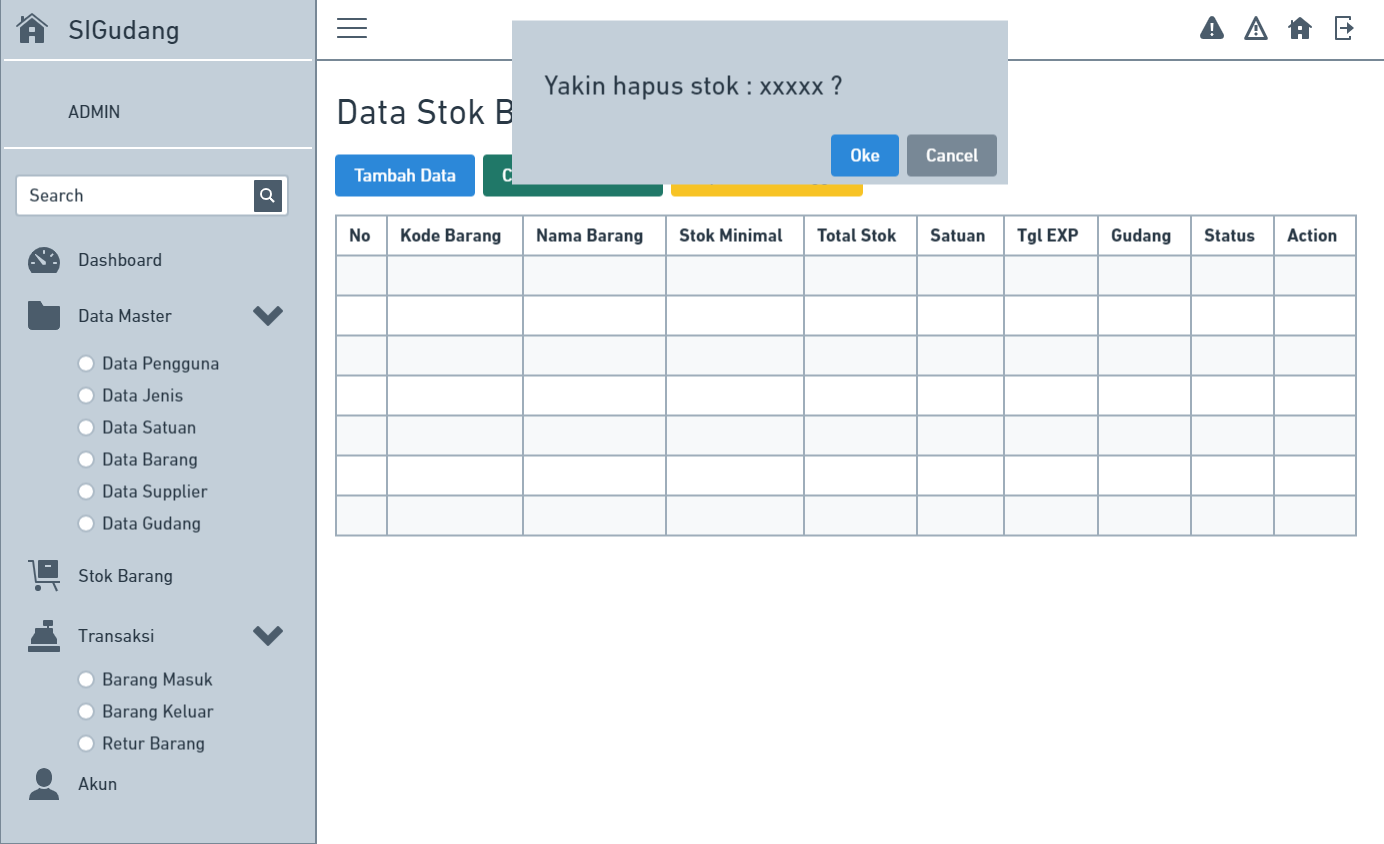 SIGudang
ADMIN
Search
Dashboard
Data Master
Data Pengguna
Data Jenis
Data Satuan
Data Barang
Data Supplier
Data Gudang
Stok Barang
Transaksi
Barang Masuk
Barang Keluar
Retur Barang
Akun
Yakin hapus stok : xxxxx ?
Oke Cancel
Data Stok B
Tambah Data C
No Kode Barang Nama Barang Stok Minimal Total Stok Satuan Tgl EXP Gudang Status Action